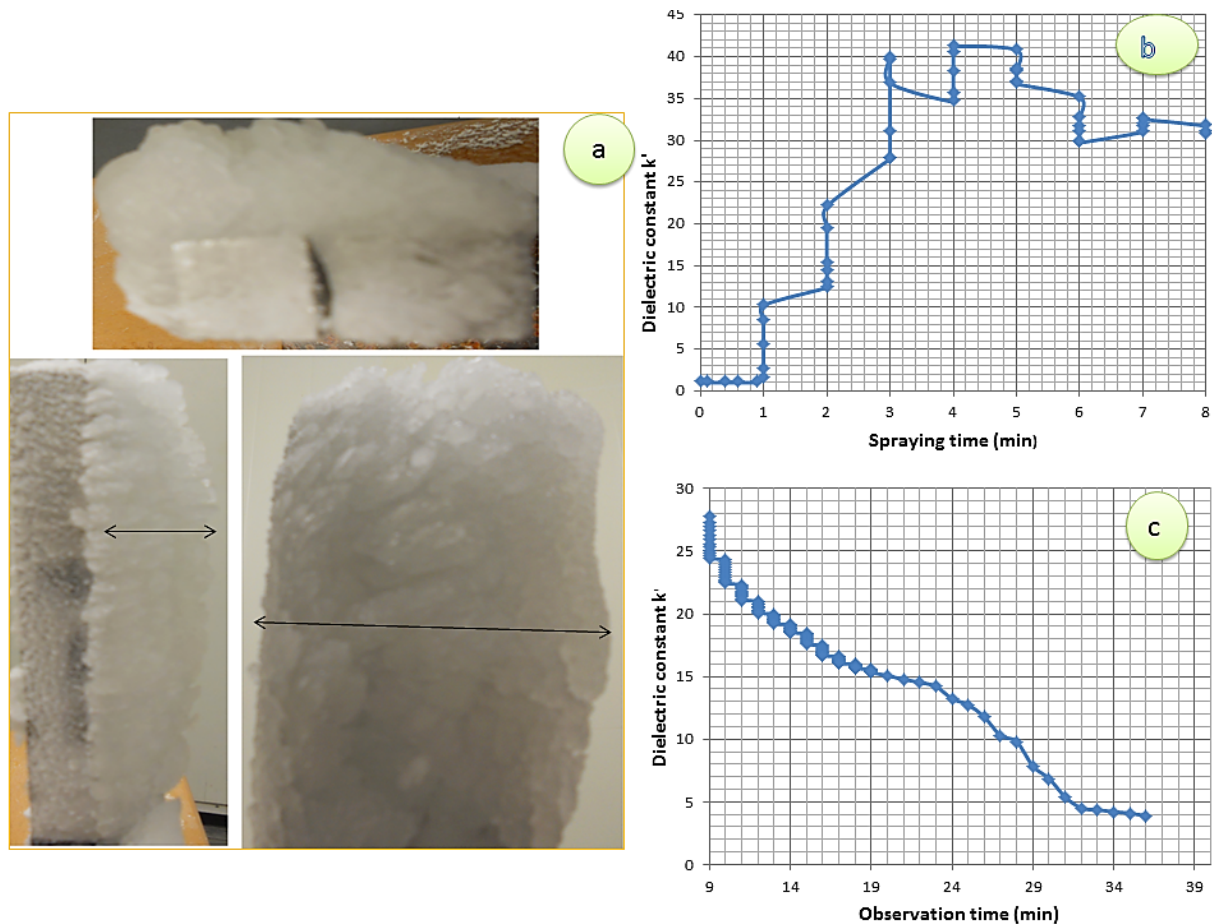 a
b
45
40
35
30
25
20
15
10
5
0
0 1 2 3 4 5 6 7 8
Dielectric constant k'
Spraying time (min)
c
30
25
20
15
10
5
0
9 14 19 24 29 34 39
Dielectric constant k'
Observation time (min)